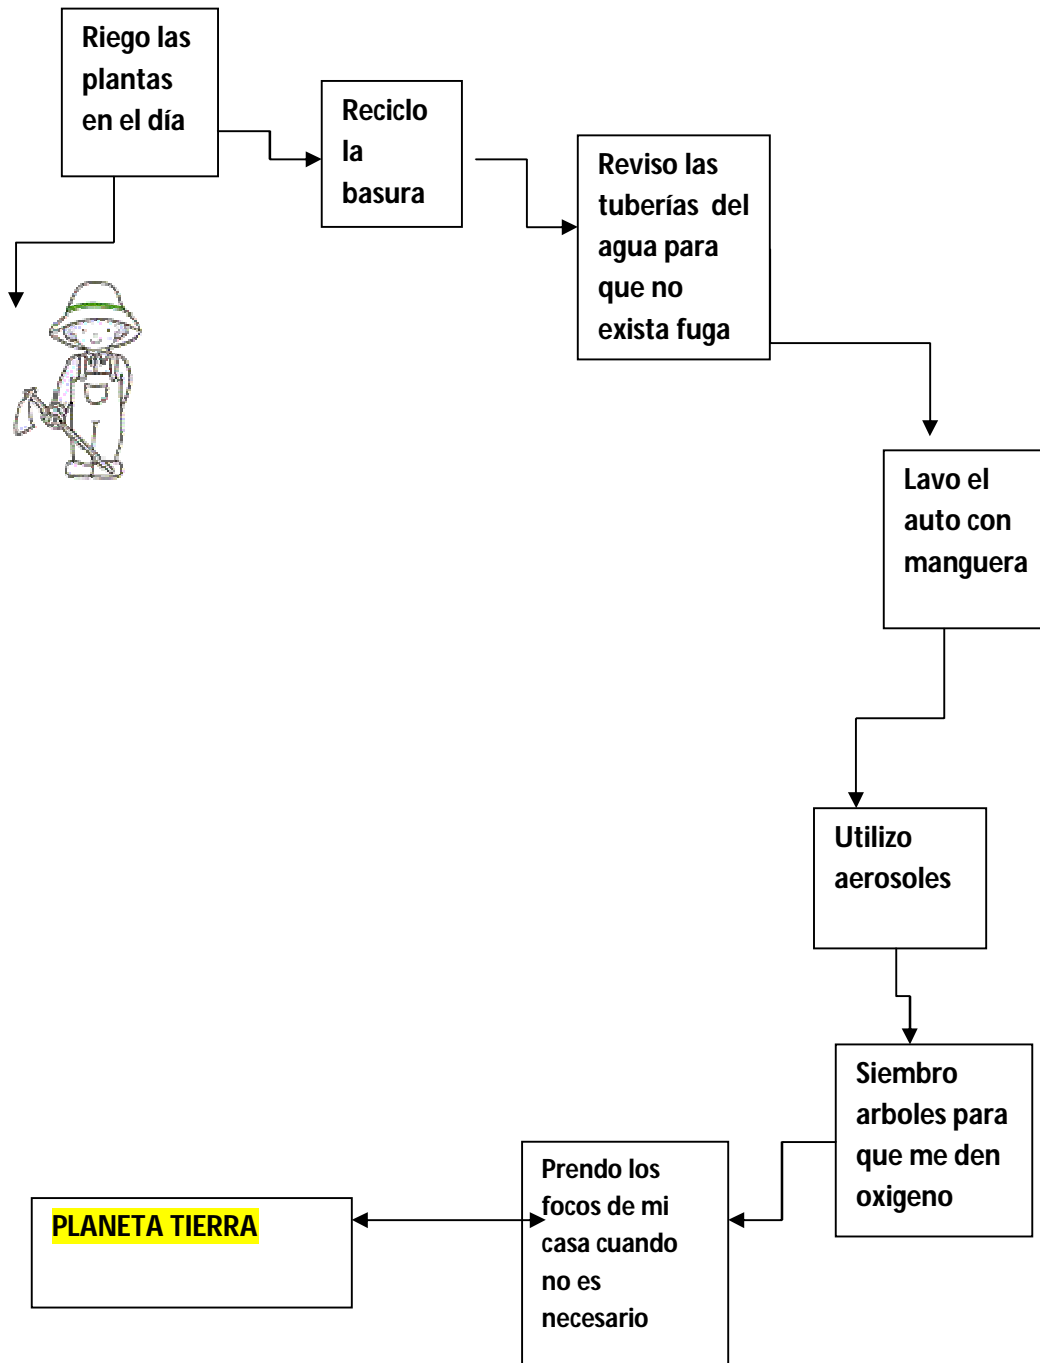 Riego las
plantas
en el día
Reciclo
la
basura
Reviso las
tuberías del
agua para
que no
exista fuga
Lavo el
auto con
manguera
Utilizo
aerosoles
Siembro
arboles para
que me den
oxigeno
Prendo los
focos de mi
casa cuando
no es
necesario
PLANETA TIERRA